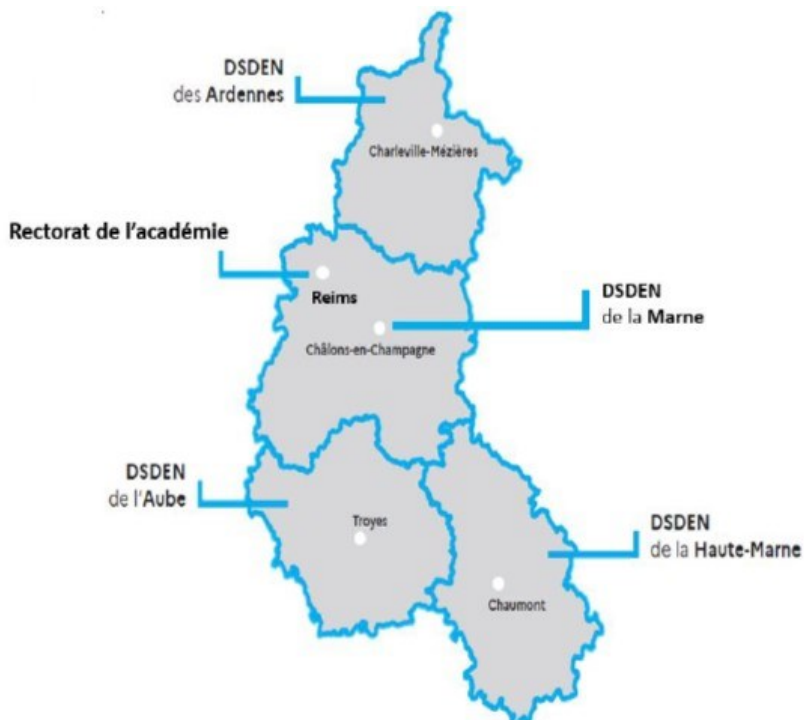 DSDEN
des Ardennes
Charleville-Mézières
Rectorat de l'académie
Reims
DSDEN
de la Marne
Châlons-en-Champagne
DSDEN
de l'Aube
Troyes
DSDEN
de la Haute-Marne
Chaumont